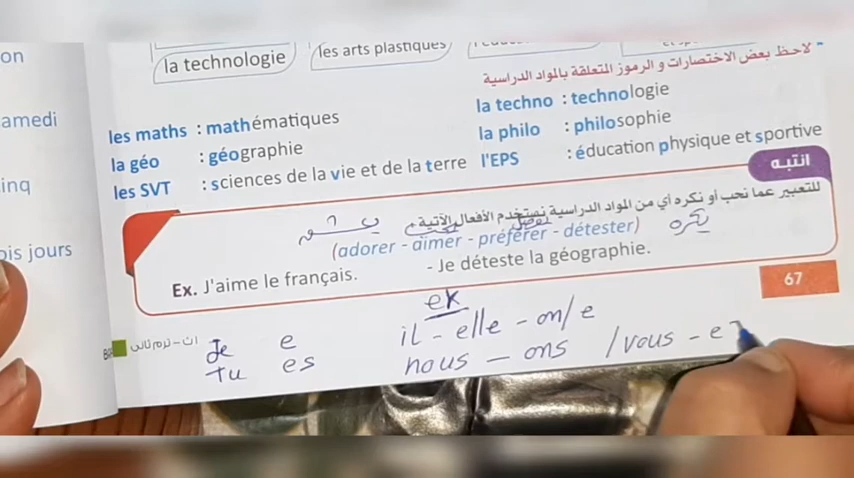 on
la technologie
les arts plastiques
لاحظ بعض الاختصارات و الرموز المتعلقة بالمواد الدراسية
amedi
les maths : mathématiques
la techno : technologie
la géo : géographie
la philo : philosophie
inq
les SVT : sciences de la vie et de la terre
l'EPS : éducation physique et sportive
انتبه
للتعبير عما نحب أو نكره أي من المواد الدراسية نستخدم الأفعال الآتية
ois jours
(adorer - aimer - préférer - détester)
يكره
Ex. J'aime le français.
- Je déteste la géographie.
67
ex
اث - ترم ثانى
Je e
il - elle - on/e
tu es
nous - ons /vous - e